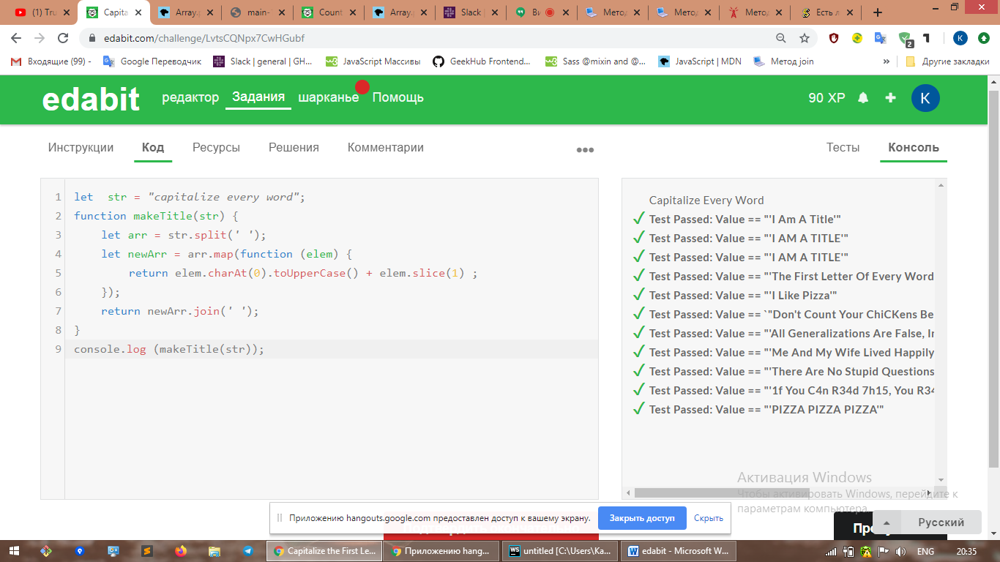 (1) Tru
Capita
Array.p
main-
Count
Array.p
Slack |
Ви
Метод
Метод
Метод
Есть л
edabit.com/challenge/LvtsCQNpx7CwHGubf
2
K
Входящие (99) -
Google Переводчик
Slack | general | GH...
JavaScript Массивы
GeekHub Frontend...
Sass @mixin and @...
JavaScript | MDN
Метод join
»
Другие закладки
edabit
редактор
Задания
шарканье
Помощь
90 XP
K
Инструкции
Код
Ресурсы
Решения
Комментарии
Тесты
Консоль
1 let  str = "capitalize every word";
2 function makeTitle(str) {
3 let arr = str.split(' ');
4 let newArr = arr.map(function (elem) {
5 return elem.charAt(0).toUpperCase() + elem.slice(1) ;
6 });
7 return newArr.join(' ');
8 }
9 console.log (makeTitle(str));
Capitalize Every Word
Test Passed: Value == "'I Am A Title'"
Test Passed: Value == "'I AM A TITLE'"
Test Passed: Value == "'I AM A TITLE'"
Test Passed: Value == "'The First Letter Of Every Word
Test Passed: Value == "'I Like Pizza'"
Test Passed: Value == `"Don't Count Your ChiCKens Be
Test Passed: Value == "'All Generalizations Are False, In
Test Passed: Value == "'Me And My Wife Lived Happily
Test Passed: Value == "'There Are No Stupid Questions
Test Passed: Value == "'1f You C4n R34d 7h15, You R34
Test Passed: Value == "'PIZZA PIZZA PIZZA'"
Активация Windows
Чтобы активировать Windows, перейдите к
параметрам компьютера.
Приложению hangouts.google.com предоставлен доступ к вашему экрану.
Закрыть доступ
Скрыть
Русский
Capitalize the First Le...
Приложению hang...
untitled [C:\Users\Ka...
edabit - Microsoft W...
ENG
20:35